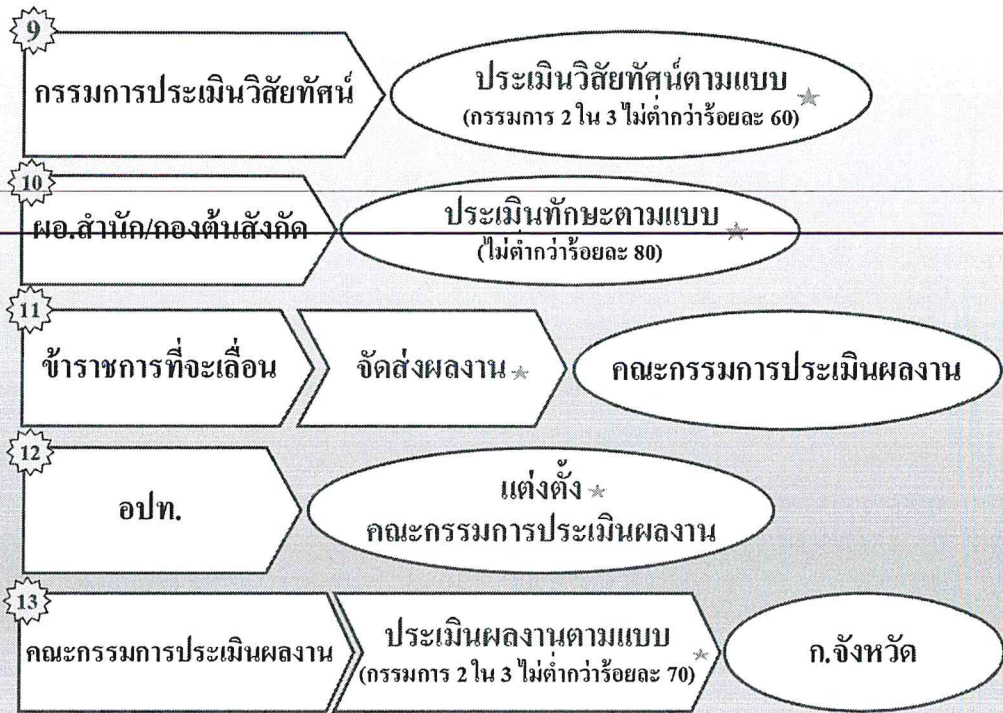 9
กรรมการประเมินวิสัยทัศน์
ประเมินวิสัยทัศน์ตามแบบ
(กรรมการ 2 ใน 3 ไม่ต่ำกว่าร้อยละ 60)
10
ผอ.สำนัก/กองต้นสังกัด
ประเมินทักษะตามแบบ
(ไม่ต่ำกว่าร้อยละ 80)
11
ข้าราชการที่จะเลื่อน
จัดส่งผลงาน
คณะกรรมการประเมินผลงาน
12
อปท.
แต่งตั้ง
คณะกรรมการประเมินผลงาน
13
คณะกรรมการประเมินผลงาน
ประเมินผลงานตามแบบ
(กรรมการ 2 ใน 3 ไม่ต่ำกว่าร้อยละ 70)
ก.จังหวัด